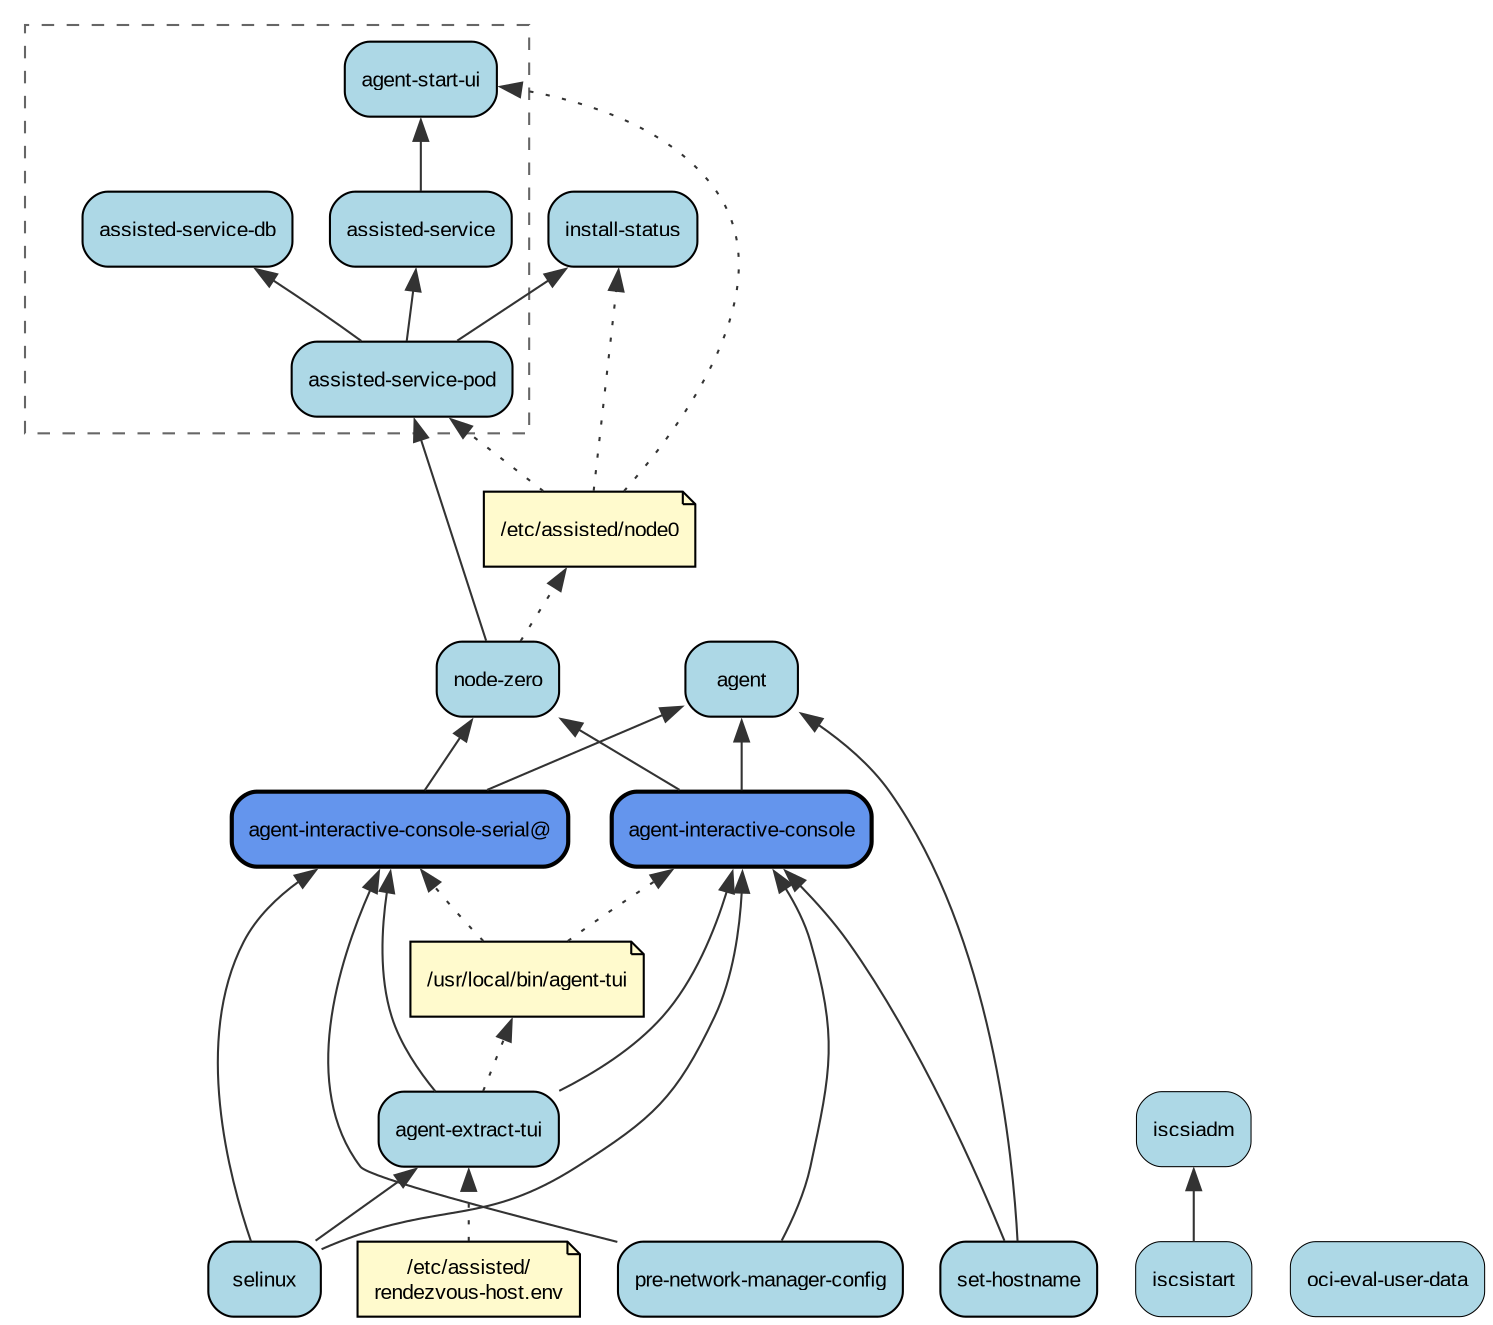 agent-start-ui
assisted-service-db
assisted-service
install-status
assisted-service-pod
/etc/assisted/node0
node-zero
agent
agent-interactive-console-serial@
agent-interactive-console
/usr/local/bin/agent-tui
agent-extract-tui
iscsiadm
selinux
/etc/assisted/
rendezvous-host.env
pre-network-manager-config
set-hostname
iscsistart
oci-eval-user-data